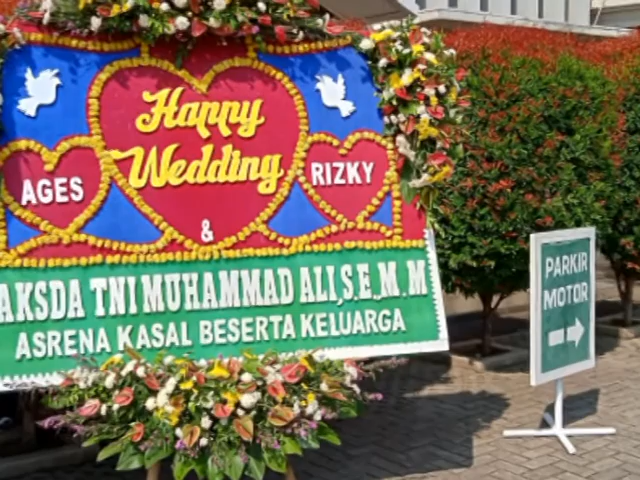 Happy
Wedding
AGES
RIZKY
&
AKSDA TNI MUHAMMAD ALI,S.E.,M.M
ASRENA KASAL BESERTA KELUARGA
PARKIR
MOTOR